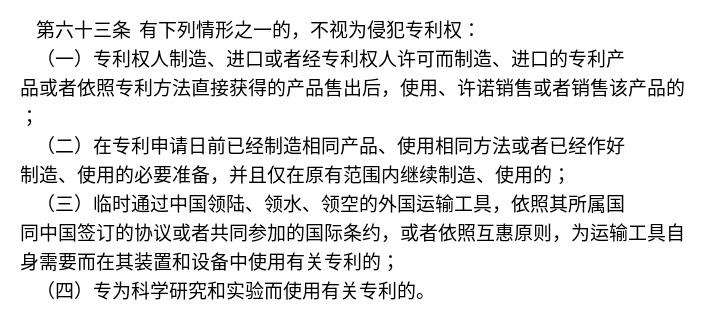 第六十三条 有下列情形之一的，不视为侵犯专利权：
（一）专利权人制造、进口或者经专利权人许可而制造、进口的专利产
品或者依照专利方法直接获得的产品售出后，使用、许诺销售或者销售该产品的
；
（二）在专利申请日前已经制造相同产品、使用相同方法或者已经作好
制造、使用的必要准备，并且仅在原有范围内继续制造、使用的；
（三）临时通过中国领陆、领水、领空的外国运输工具，依照其所属国
同中国签订的协议或者共同参加的国际条约，或者依照互惠原则，为运输工具自
身需要而在其装置和设备中使用有关专利的；
（四）专为科学研究和实验而使用有关专利的。